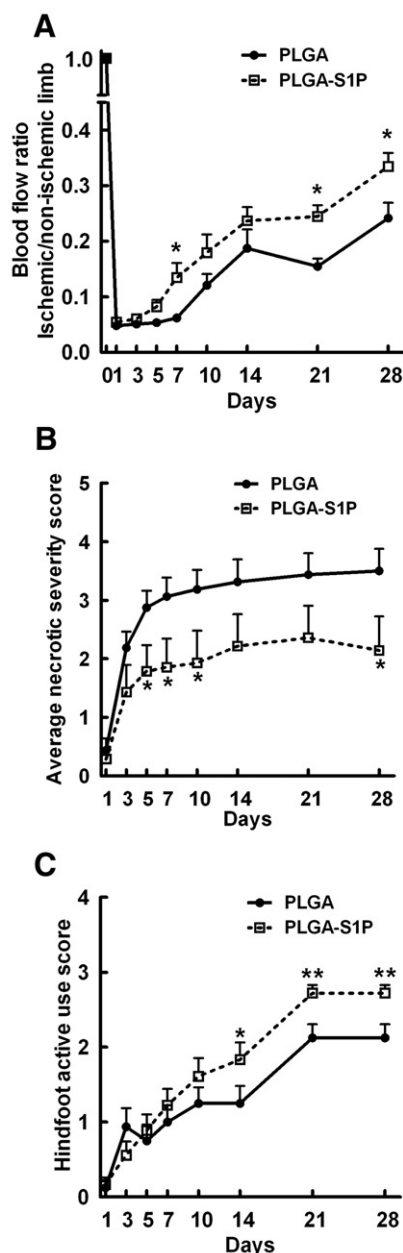 A
PLGA
PLGA-S1P
Blood flow ratio
Ischemic/non-ischemic limb
1.0
0.4
0.3
0.2
0.1
0.0
*
*
*
01 3 5 7 10 14 21 28
Days
B
PLGA
PLGA-S1P
Average necrotic severity score
5
4
3
2
1
0
* * * *
1 3 5 7 10 14 21 28
Days
C
PLGA
PLGA-S1P
Hindfoot active use score
4
3
2
1
0
* ** **
1 3 5 7 10 14 21 28
Days